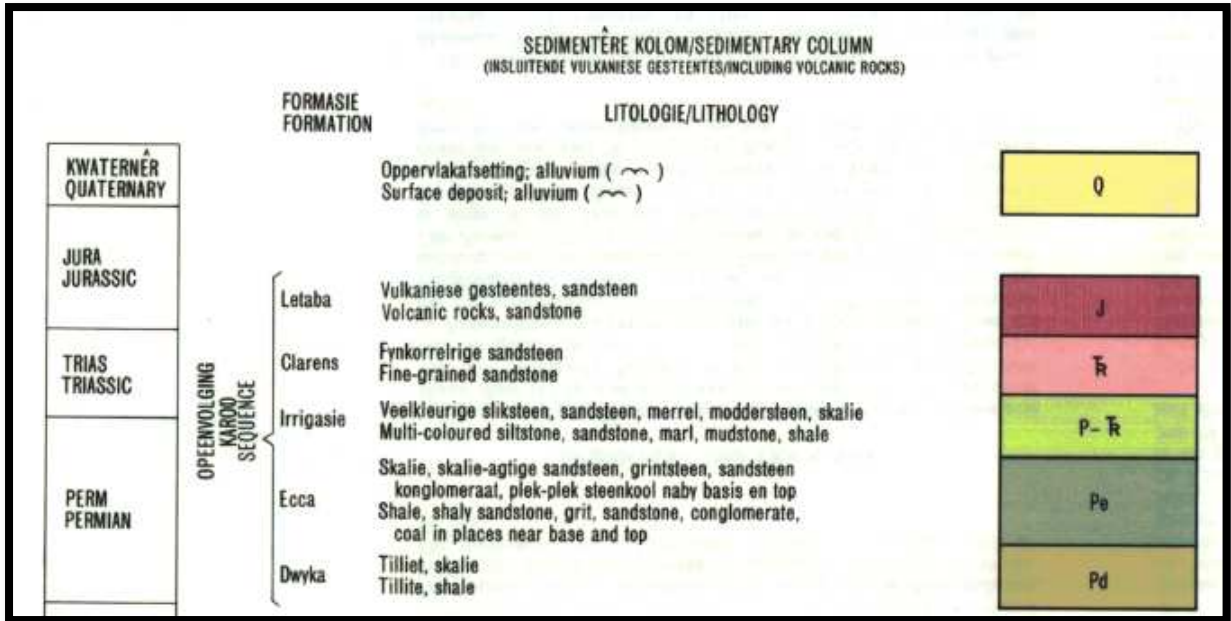 SEDIMENTÊRE KOLOM/SEDIMENTARY COLUMN
(INSLUITENDE VULKANIESE GESTEENTES/INCLUDING VOLCANIC ROCKS)
FORMASIE
FORMATION
LITOLOGIE/LITHOLOGY
KWATERNÊR
QUATERNARY
Oppervlakafsetting; alluvium ( )
Surface deposit; alluvium ( )
Q
JURA
JURASSIC
OPEENVOLGING
KAROO
SEQUENCE
Letaba
Vulkaniese gesteentes, sandsteen
Volcanic rocks, sandstone
J
TRIAS
TRIASSIC
Clarens
Fynkorrelrige sandsteen
Fine-grained sandstone
TR
Irrigasie
Veelkleurige sliksteen, sandsteen, merrel, moddersteen, skalie
Multi-coloured siltstone, sandstone, marl, mudstone, shale
P-TR
PERM
PERMIAN
Ecca
Skalie, skalie-agtige sandsteen, grintsteen, sandsteen
konglomeraat, plek-plek steenkool naby basis en top
Shale, shaly sandstone, grit, sandstone, conglomerate,
coal in places near base and top
Pe
Dwyka
Tilliet, skalie
Tillite, shale
Pd